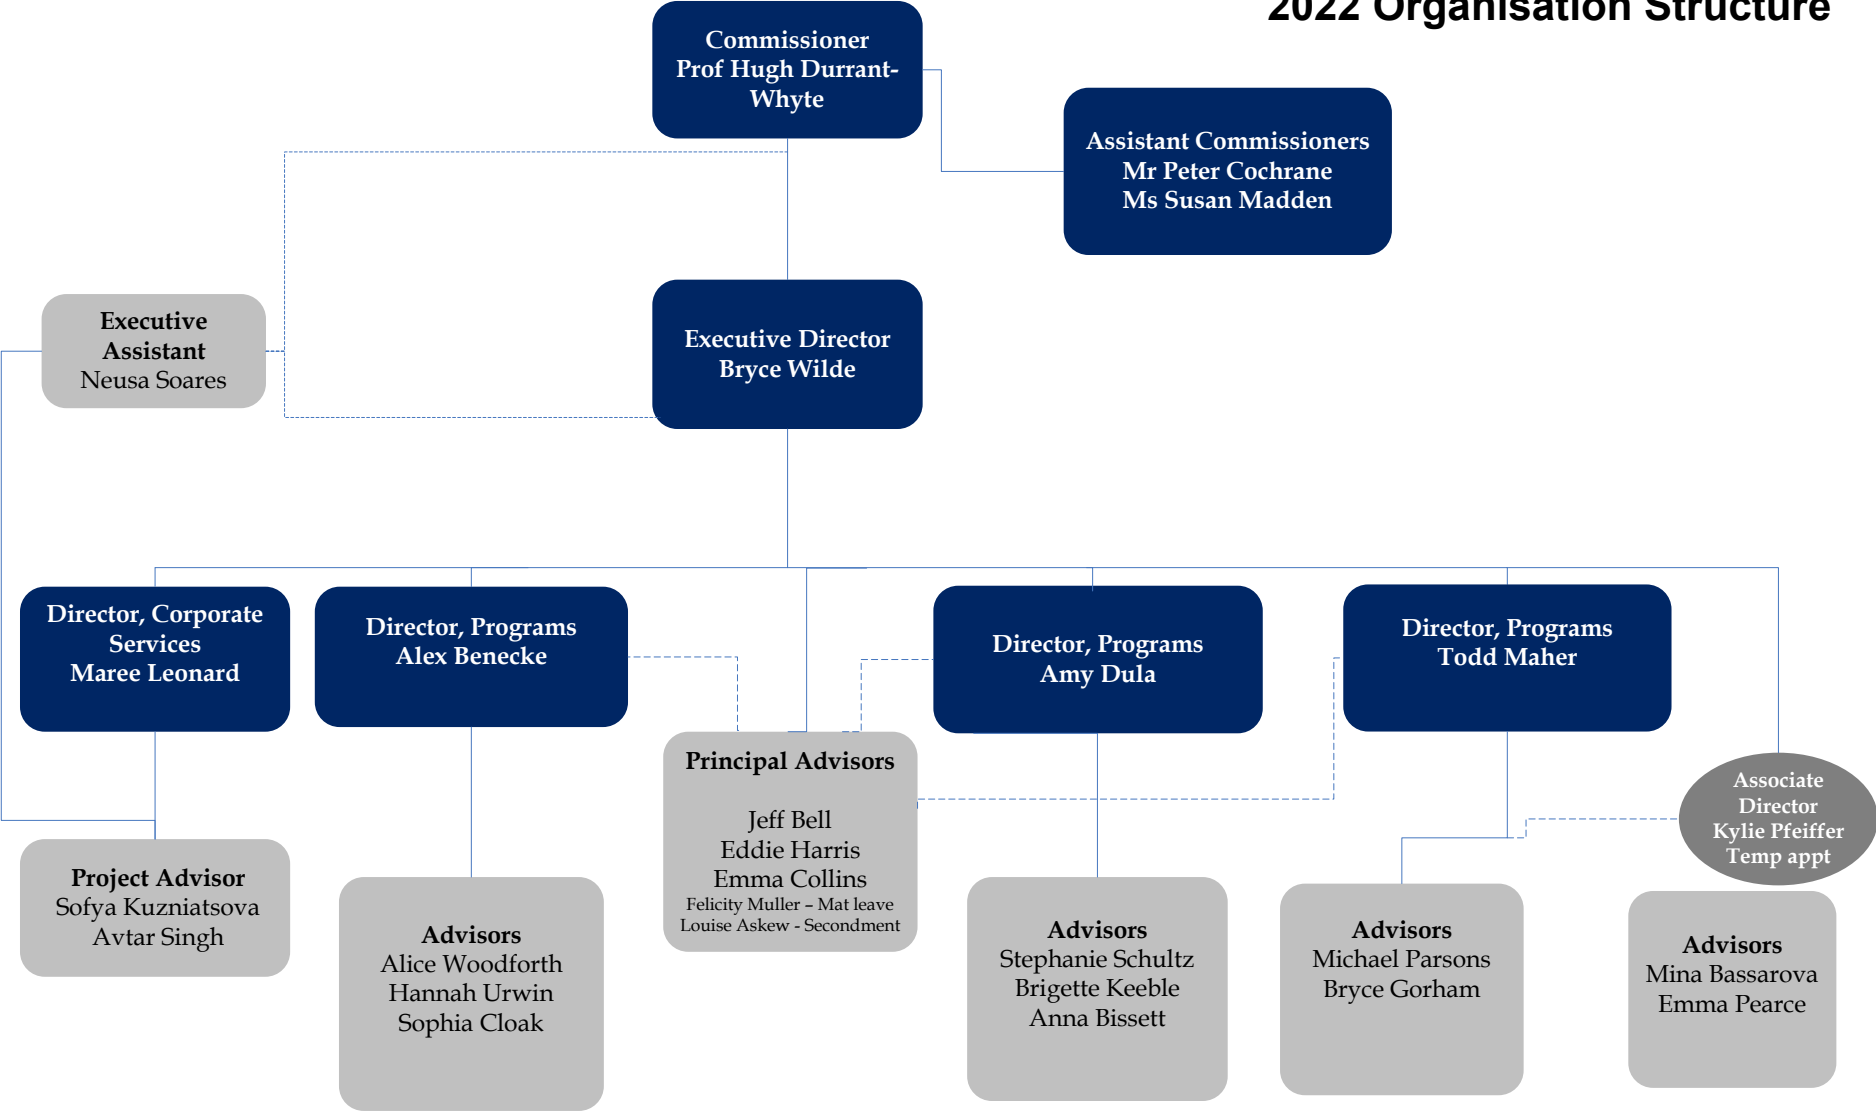 2022 Organisation Structure
Commissioner
Prof Hugh Durrant-
Whyte
Assistant Commissioners
Mr Peter Cochrane
Ms Susan Madden
Executive
Assistant
Neusa Soares
Executive Director
Bryce Wilde
Director, Corporate
Services
Maree Leonard
Director, Programs
Alex Benecke
Director, Programs
Amy Dula
Director, Programs
Todd Maher
Principal Advisors
Jeff Bell
Eddie Harris
Emma Collins
Felicity Muller – Mat leave
Louise Askew - Secondment
Associate
Director
Kylie Pfeiffer
Temp appt
Project Advisor
Sofya Kuzniatsova
Avtar Singh
Advisors
Alice Woodforth
Hannah Urwin
Sophia Cloak
Advisors
Stephanie Schultz
Brigette Keeble
Anna Bissett
Advisors
Michael Parsons
Bryce Gorham
Advisors
Mina Bassarova
Emma Pearce